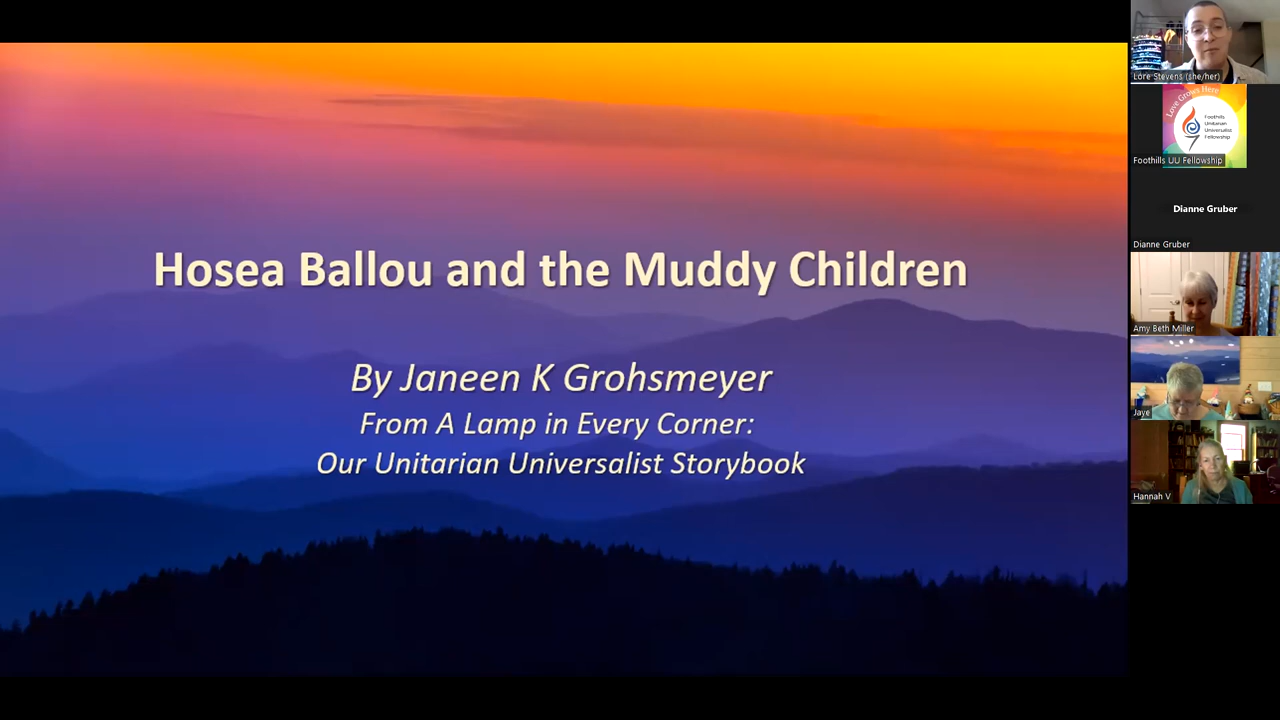 Hosea Ballou and the Muddy Children
By Janeen K Grohsmeyer
From A Lamp in Every Corner:
Our Unitarian Universalist Storybook
Lore Stevens (she/her)
Love Grows Here
Foothills
Unitarian
Universalist
Fellowship
Foothills UU Fellowship
Dianne Gruber
Dianne Gruber
Amy Beth Miller
Jaye
Hannah V